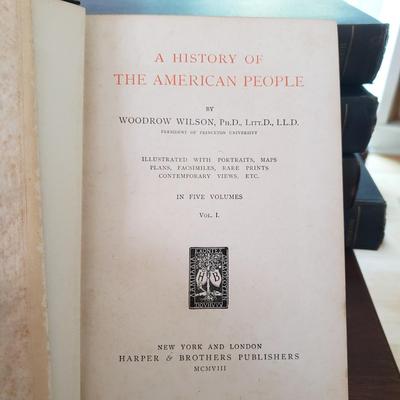 A HISTORY OF
THE AMERICAN PEOPLE
BY
WOODROW WILSON, PH.D., LITT.D., LL.D.
PRESIDENT OF PRINCETON UNIVERSITY
ILLUSTRATED WITH PORTRAITS, MAPS
PLANS, FACSIMILES, RARE PRINTS
CONTEMPORARY VIEWS, ETC.
IN FIVE VOLUMES
VOL. I.
NEW YORK AND LONDON
HARPER & BROTHERS PUBLISHERS
MCMVIII